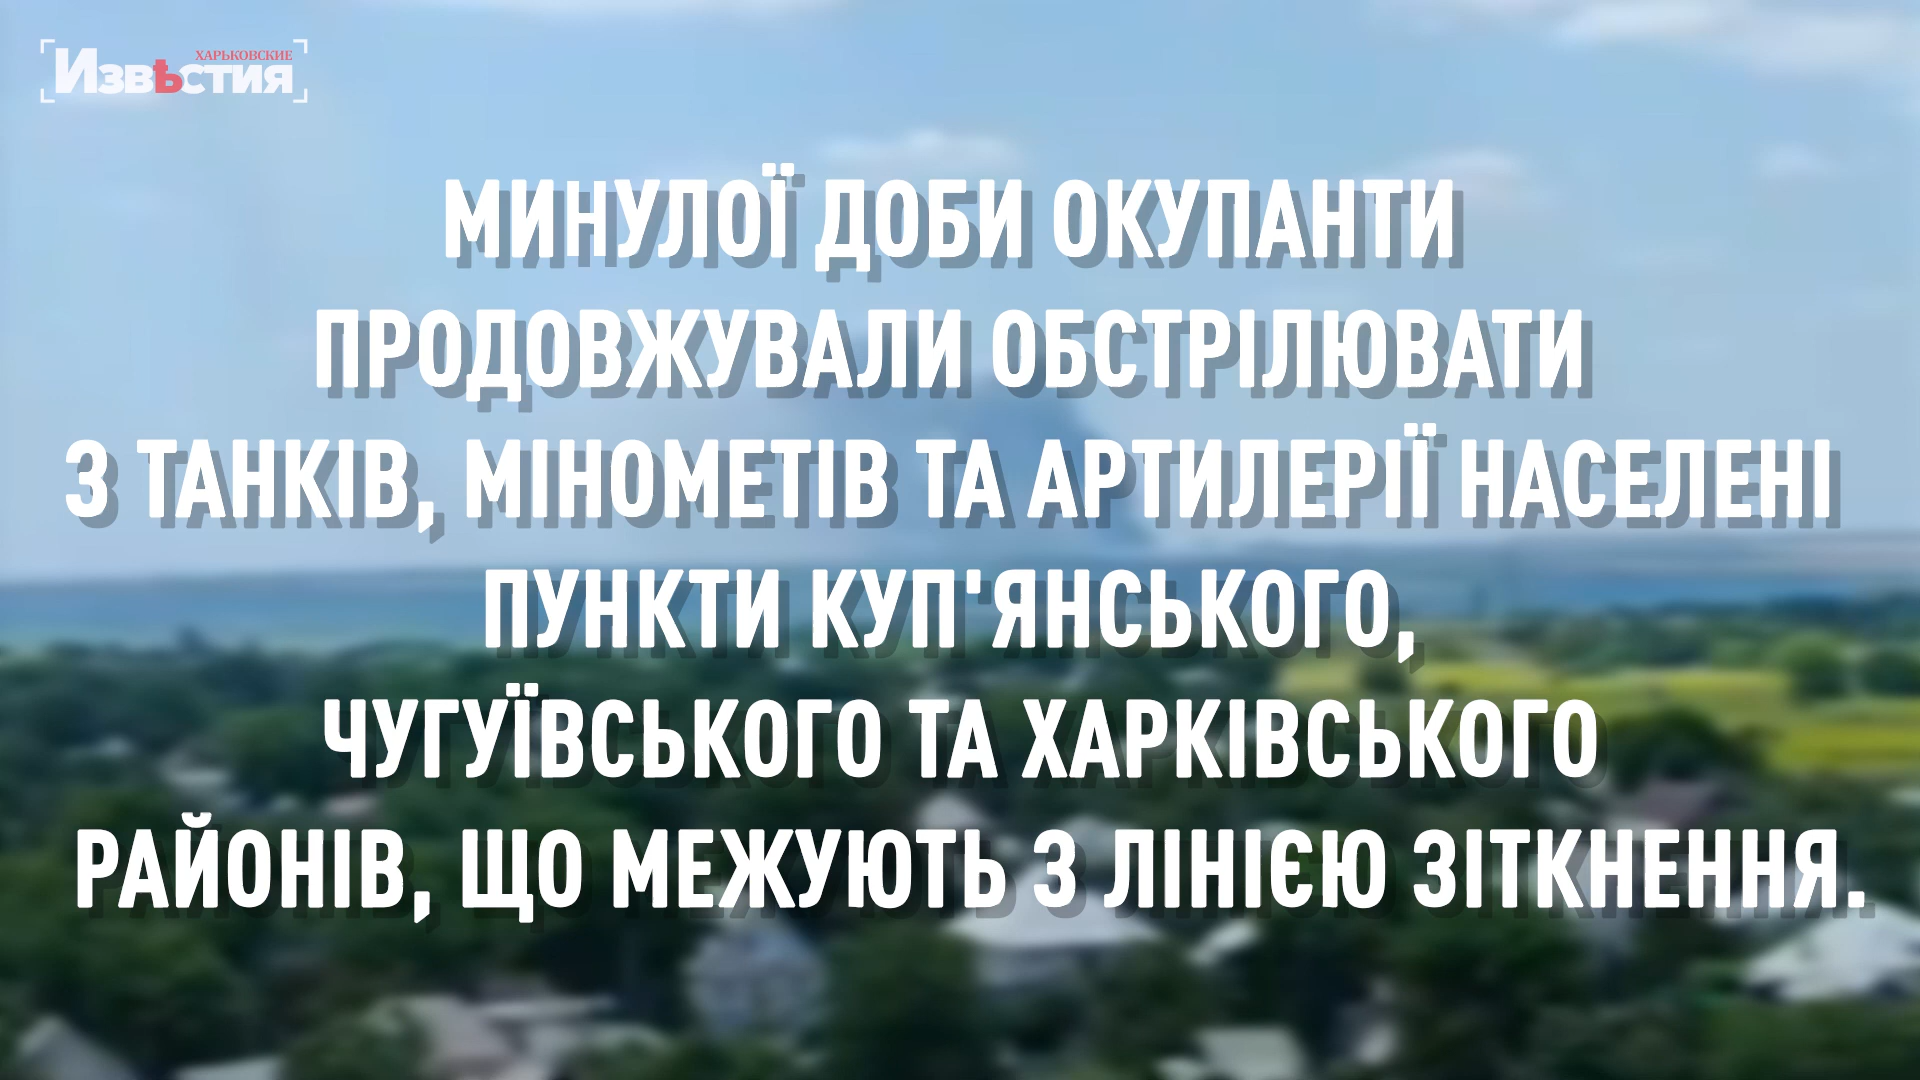 ХАРЬКОВСКИЕ
ИЗВѢСТИЯ
МИНУЛОЇ ДОБИ ОКУПАНТИ
ПРОДОВЖУВАЛИ ОБСТРІЛЮВАТИ
З ТАНКІВ, МІНОМЕТІВ ТА АРТИЛЕРІЇ НАСЕЛЕНІ
ПУНКТИ КУП'ЯНСЬКОГО,
ЧУГУЇВСЬКОГО ТА ХАРКІВСЬКОГО
РАЙОНІВ, ЩО МЕЖУЮТЬ З ЛІНІЄЮ ЗІТКНЕННЯ.